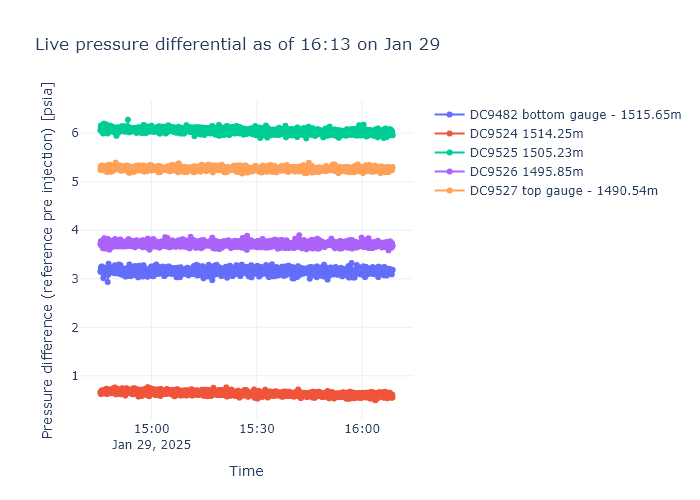 Live pressure differential as of 16:13 on Jan 29
Pressure difference (reference pre injection) [psia]
6
5
4
3
2
1
15:00
15:30
16:00
Jan 29, 2025
Time
DC9482 bottom gauge - 1515.65m
DC9524 1514.25m
DC9525 1505.23m
DC9526 1495.85m
DC9527 top gauge - 1490.54m